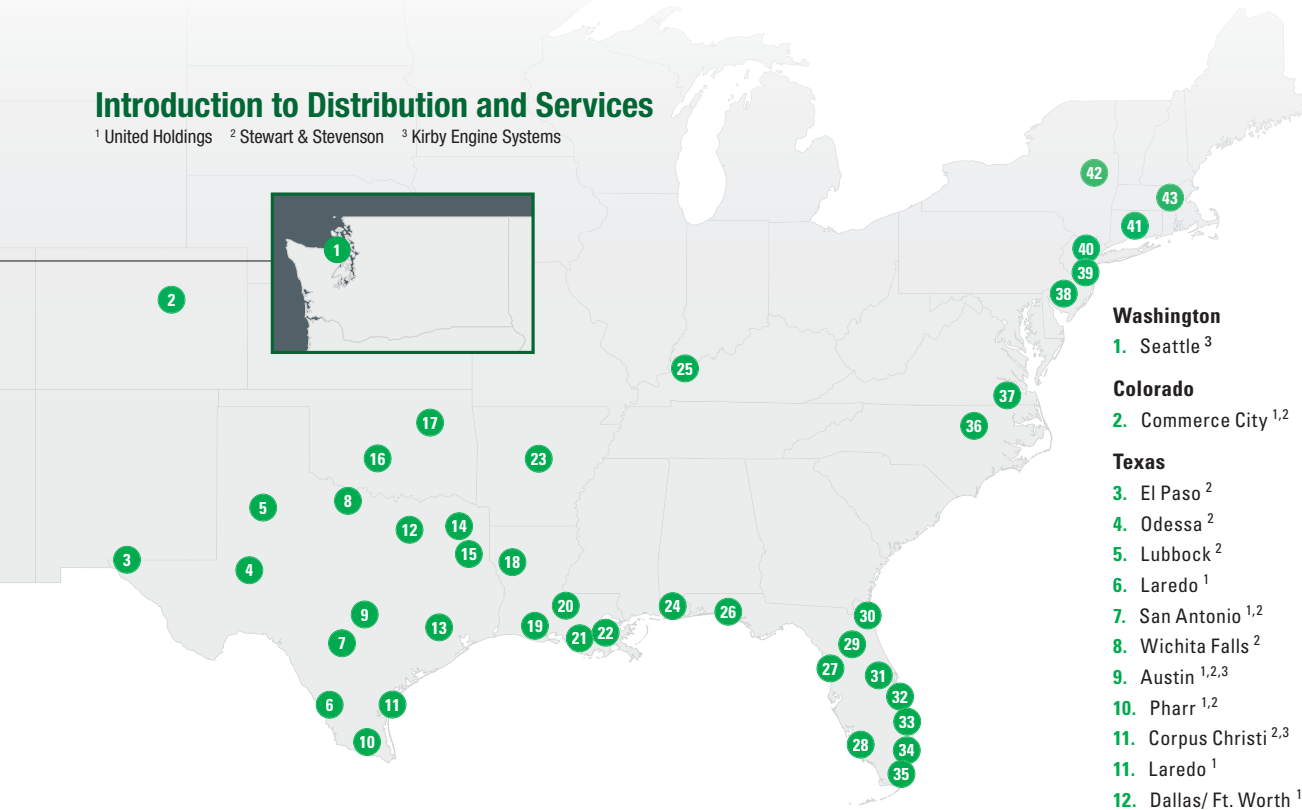 Introduction to Distribution and Services
1 United Holdings 2 Stewart & Stevenson 3 Kirby Engine Systems
42
43
1
41
40
39
2
38
Washington
1. Seattle 3
25
Colorado
37
2. Commerce City 1,2
17
36
16
23
Texas
8
3. El Paso 2
5
12
14
4. Odessa 2
3
4
15
18
5. Lubbock 2
6. Laredo 1
9
20
24
26
30
7. San Antonio 1,2
7
13
19
21
22
29
8. Wichita Falls 2
27
31
9. Austin 1,2,3
6
11
32
10. Pharr 1,2
33
10
28
34
11. Corpus Christi 2,3
35
11. Laredo 1
12. Dallas/ Ft. Worth 1